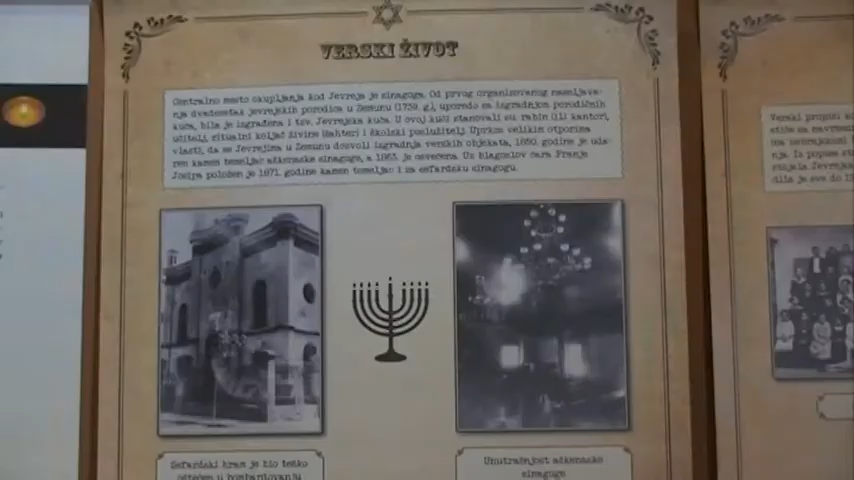 VERSKI ŽIVOT
Centralno mesto okupljanja kod Jevreja je sinagoga. Od prvog organizovanog naseljava-
nja dvadesetak jevrejskih porodica u Zemunu (1739. g.), uporedo sa izgradnjom porodičnih
kuća, bila je izgrađena i tzv. Jevrejska kuća. U ovoj kući stanovali su: rabin (ili kantor),
učitelj, ritualni koljač živine šahter) i školski poslužitelj. Uprkos velikim otporima
vlasti, da se Jevrejima u Zemunu dozvoli izgradnja verskih objekata, 1850. godine je uda-
ren kamen temeljac aškenaske sinagoge, a 1863. je osvećena. Uz blagoslov cara Franje
Josipa položen je 1871. godine kamen temeljac i za sefardsku sinagogu.
Verski propisi
Sefardski hram je bio teško
oštećen u bombardovanju
Unutrašnjost aškenaske
sinagoge